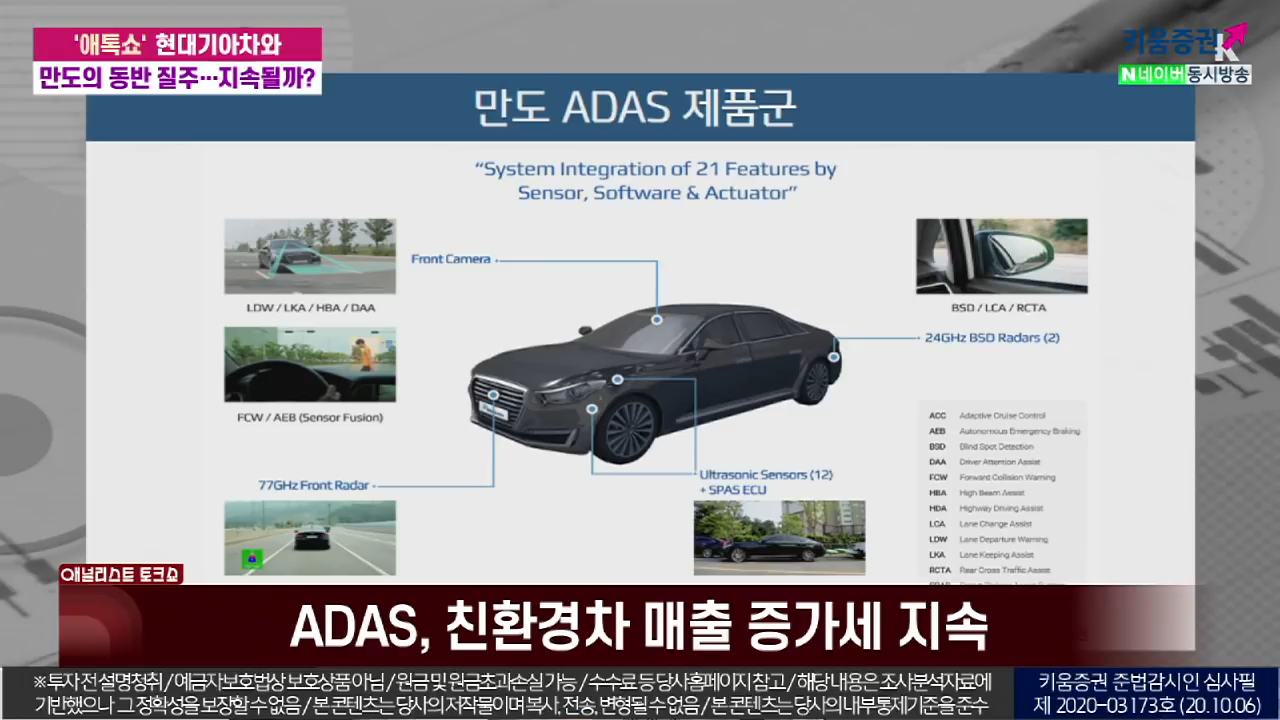 '애톡쇼' 현대기아차와
만도의 동반 질주…지속될까?
키움증권
N 네이버 동시방송
만도 ADAS 제품군
“System Integration of 21 Features by
Sensor, Software & Actuator”
Front Camera
LDW / LKA / HBA / DAA
BSD / LCA / RCTA
24GHz BSD Radars (2)
FCW / AEB (Sensor Fusion)
77GHz Front Radar
Ultrasonic Sensors (12)
+ SPAS ECU
ACC Adaptive Cruise Control
AEB Autonomous Emergency Braking
BSD Blind Spot Detection
DAA Driver Attention Assist
FCW Forward Collision Warning
HBA High Beam Assist
HDA Highway Driving Assist
LCA Lane Change Assist
LDW Lane Departure Warning
LKA Lane Keeping Assist
RCTA Rear Cross Traffic Assist
애널리스트 토크쇼
ADAS, 친환경차 매출 증가세 지속
※투자 전 설명청취 / 예금자보호법상 보호상품 아님 / 원금 및 원금초과손실 가능 / 수수료 등 당사홈페이지 참고 / 해당 내용은 조사분석자료에
기반했으나 그 정확성을 보장할 수 없음 / 본 콘텐츠는 당사의 저작물이며 복사, 전송, 변형될 수 없음 / 본 콘텐츠는 당사의 내부통제기준을 준수
키움증권 준법감시인 심사필
제 2020-03173호 (20.10.06)